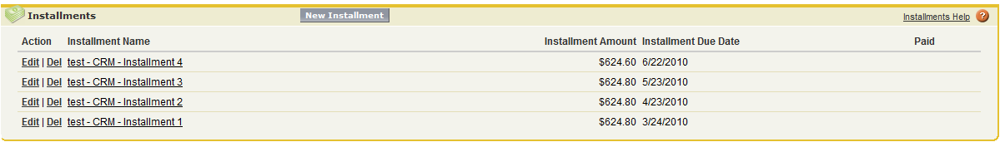 Installments New Installment Installments Help ?
Action Installment Name Installment Amount Installment Due Date Paid
Edit | Del test - CRM - Installment 4 $624.60 6/22/2010
Edit | Del test - CRM - Installment 3 $624.80 5/23/2010
Edit | Del test - CRM - Installment 2 $624.80 4/23/2010
Edit | Del test - CRM - Installment 1 $624.80 3/24/2010